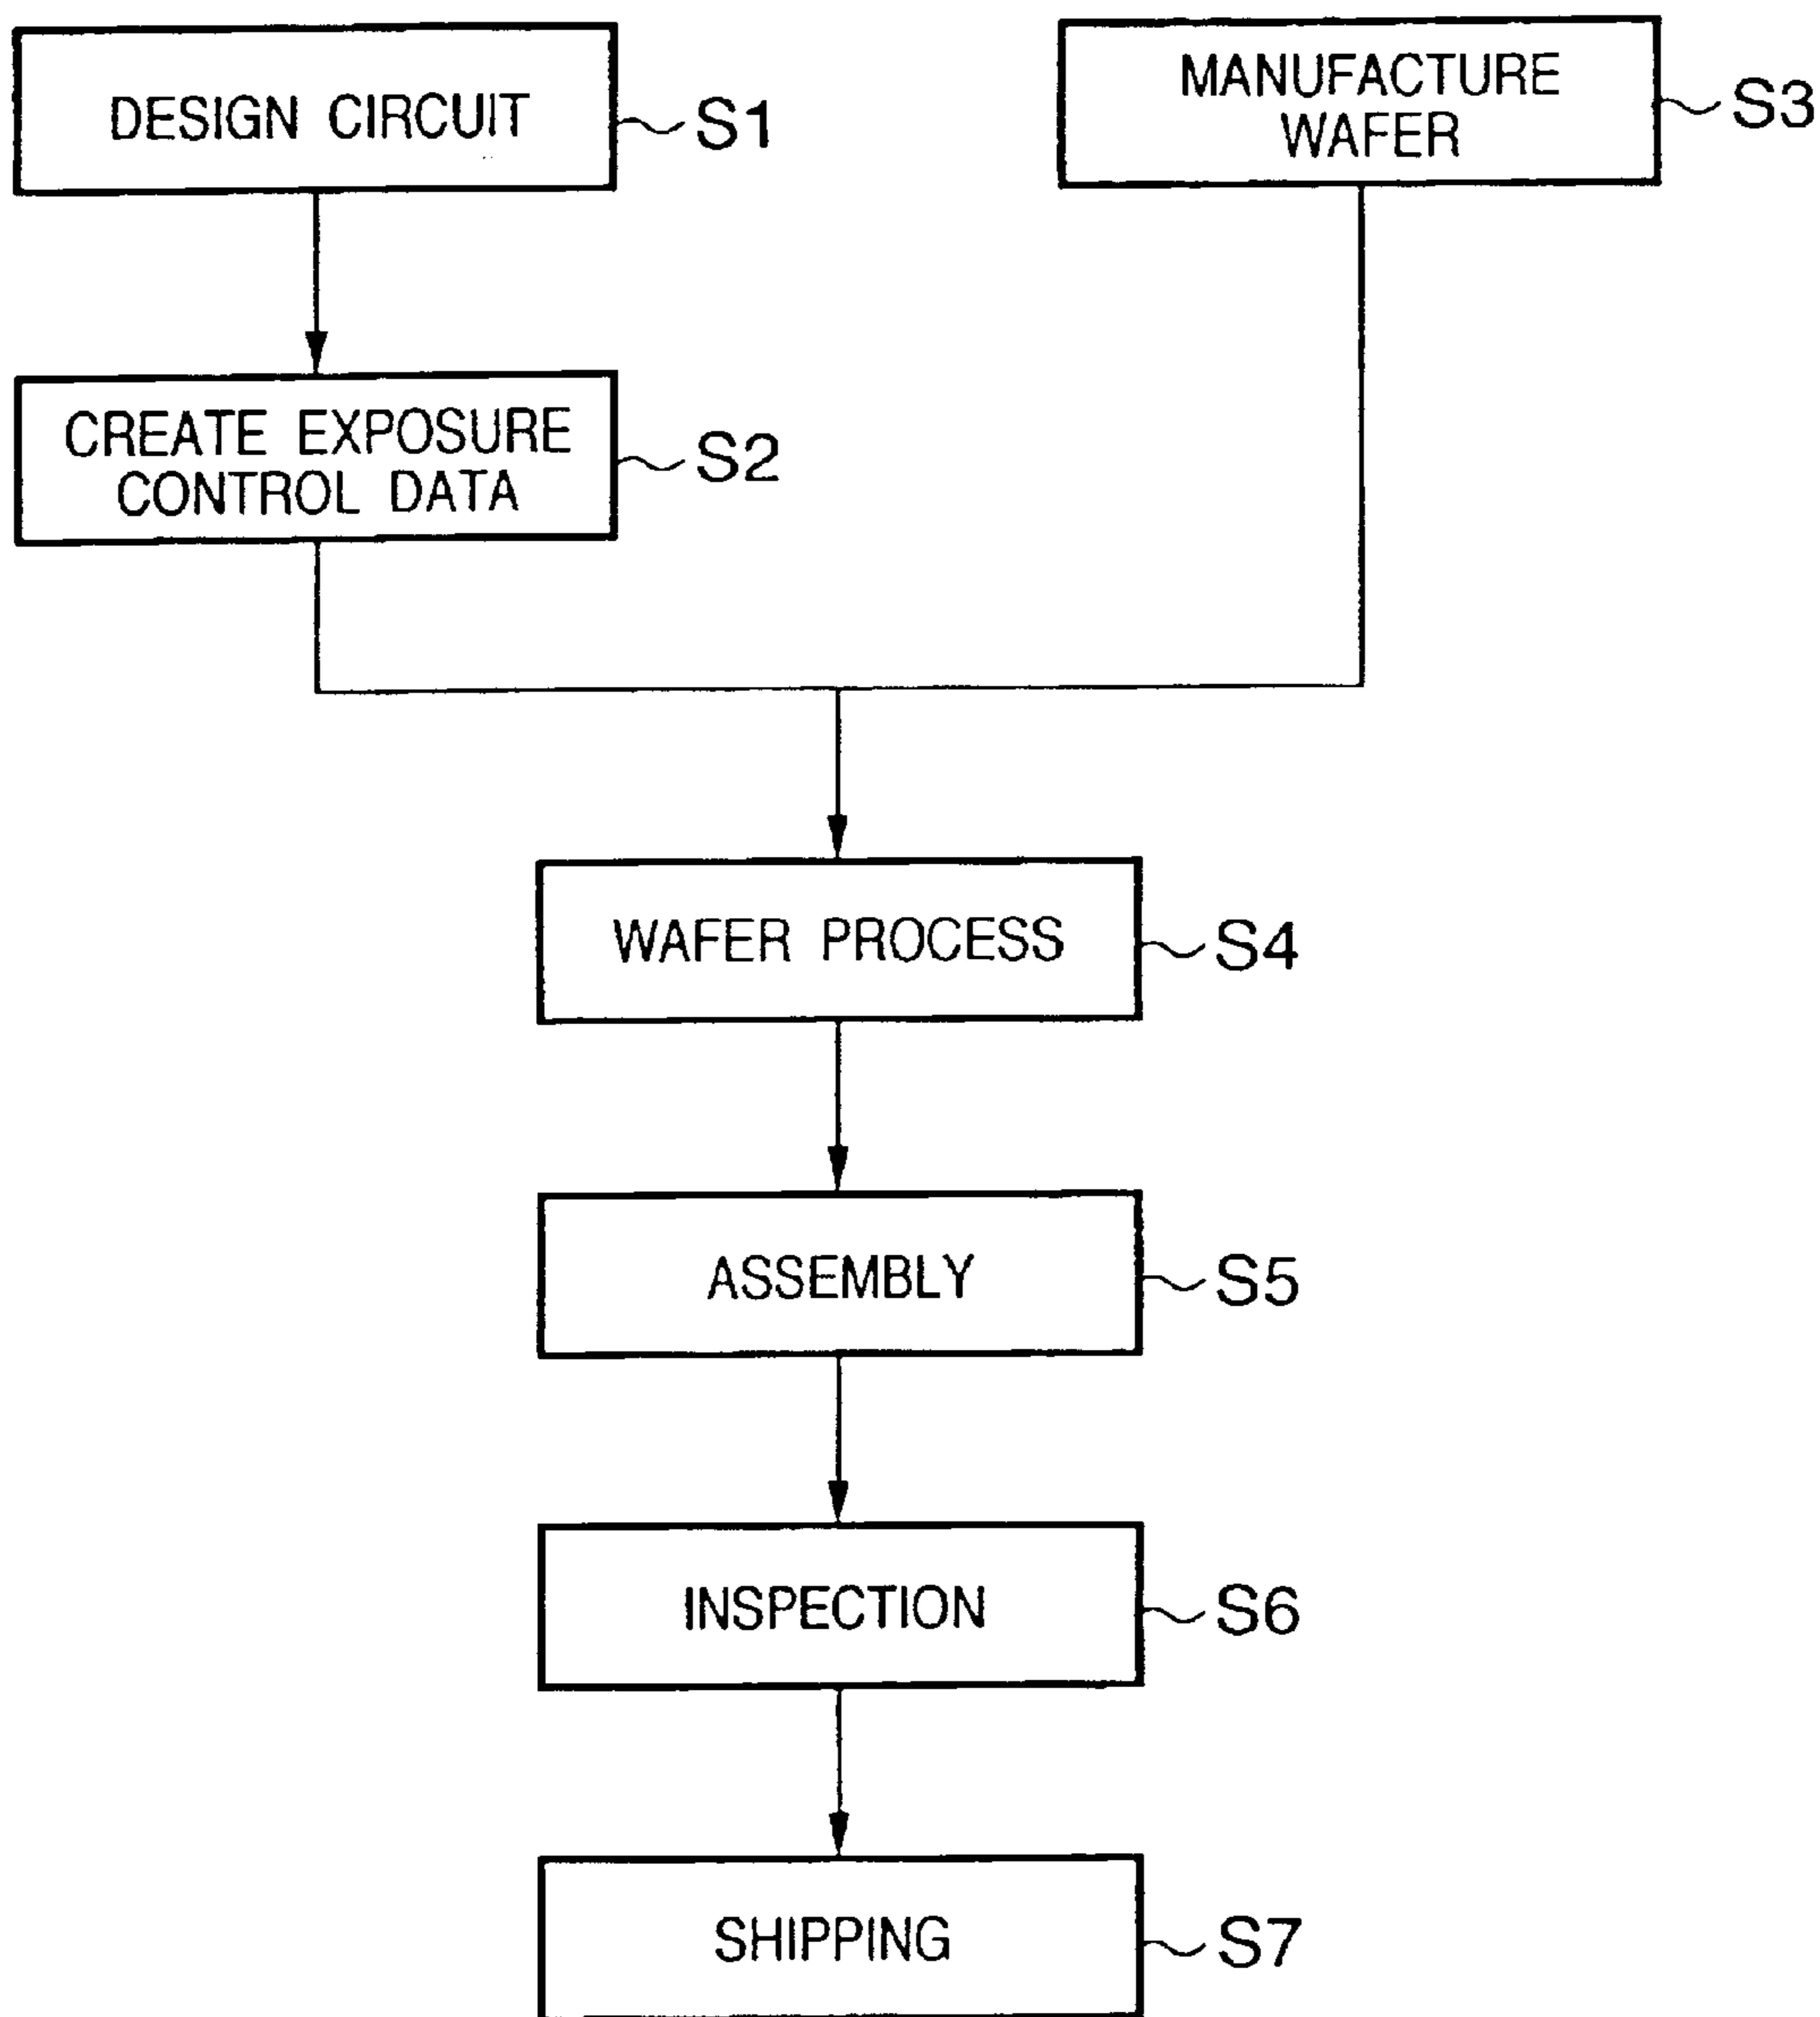 DESIGN CIRCUIT
S1
MANUFACTURE
WAFER
S3
CREATE EXPOSURE
CONTROL DATA
S2
WAFER PROCESS
S4
ASSEMBLY
S5
INSPECTION
S6
SHIPPING
S7